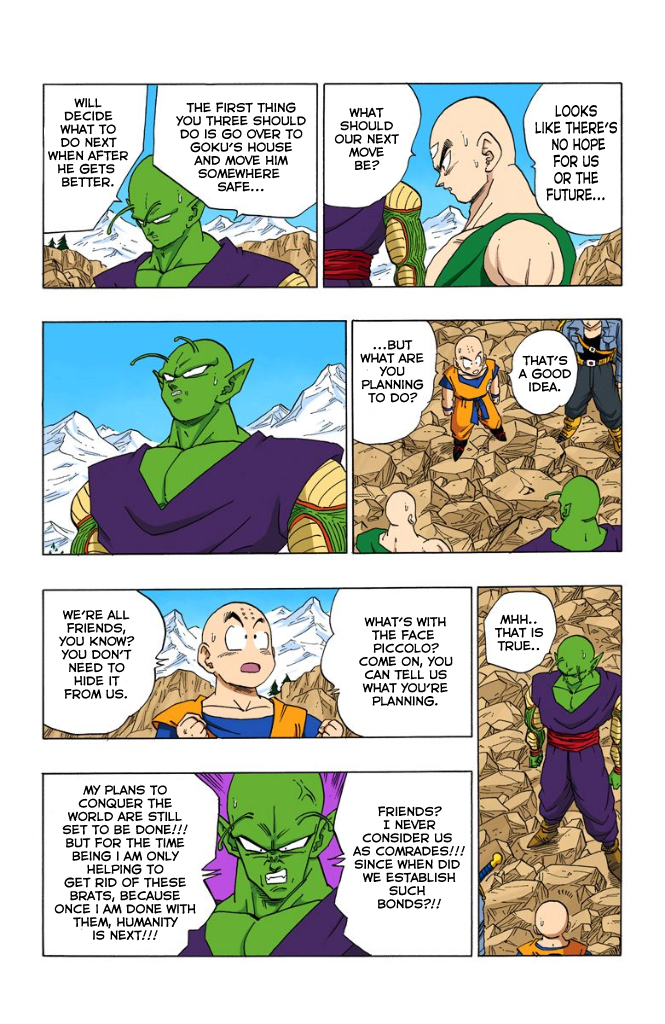 LOOKS
LIKE THERE'S
NO HOPE
FOR US
OR THE
FUTURE...
WHAT
SHOULD
OUR NEXT
MOVE
BE?
THE FIRST THING
YOU THREE SHOULD
DO IS GO OVER TO
GOKU'S HOUSE
AND MOVE HIM
SOMEWHERE
SAFE...
WILL
DECIDE
WHAT TO
DO NEXT
WHEN AFTER
HE GETS
BETTER.
THAT'S
A GOOD
IDEA.
...BUT
WHAT ARE
YOU
PLANNING
TO DO?
MHH..
THAT IS
TRUE..
WHAT'S WITH
THE FACE
PICCOLO?
COME ON, YOU
CAN TELL US
WHAT YOU'RE
PLANNING.
WE'RE ALL
FRIENDS,
YOU KNOW?
YOU DON'T
NEED TO
HIDE IT
FROM US.
FRIENDS?
I NEVER
CONSIDER US
AS COMRADES!!!
SINCE WHEN DID
WE ESTABLISH
SUCH
BONDS?!!
MY PLANS TO
CONQUER THE
WORLD ARE STILL
SET TO BE DONE!!!
BUT FOR THE TIME
BEING I AM ONLY
HELPING TO
GET RID OF THESE
BRATS, BECAUSE
ONCE I AM DONE WITH
THEM, HUMANITY
IS NEXT!!!